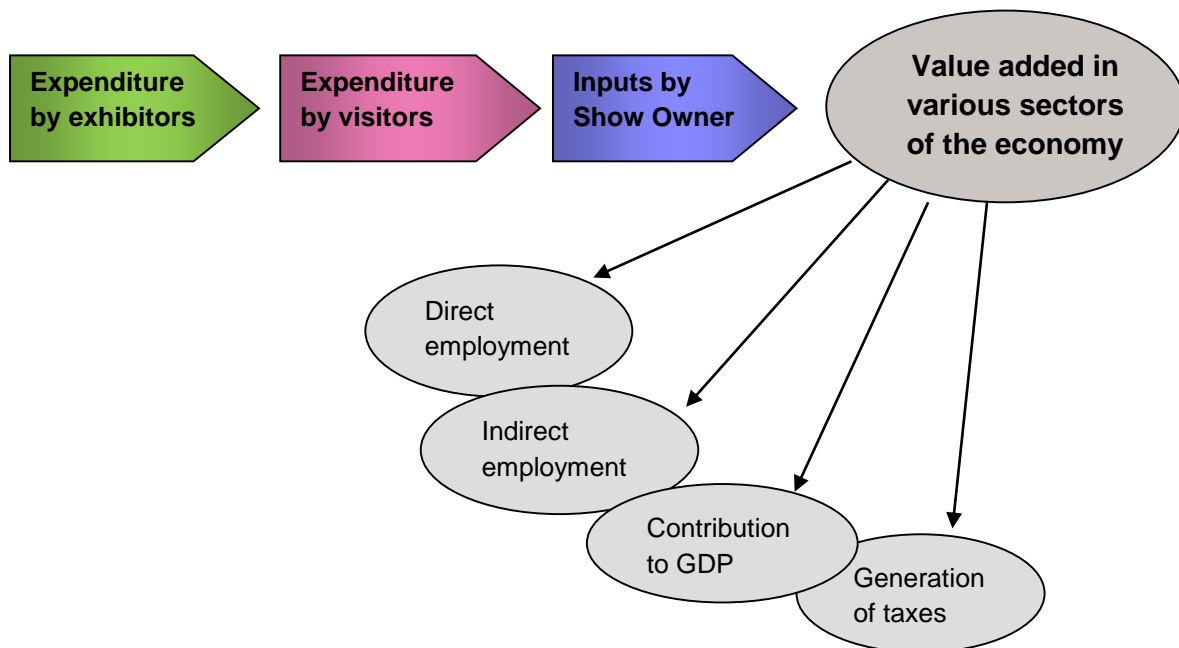 Expenditure
by exhibitors
Expenditure
by visitors
Inputs by
Show Owner
Value added in
various sectors
of the economy
Direct
employment
Indirect
employment
Contribution
to GDP
Generation
of taxes